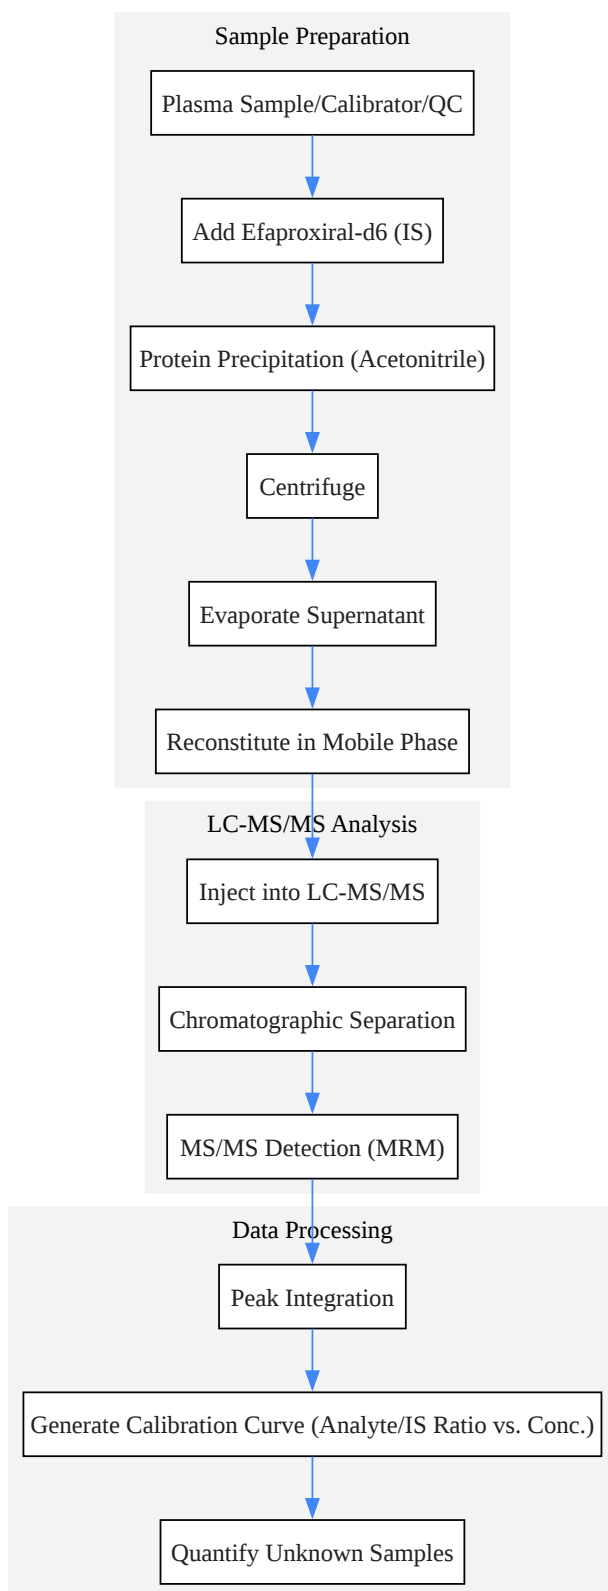 Sample Preparation
Plasma Sample/Calibrator/QC
Add Efaproxiral-d6 (IS)
Protein Precipitation (Acetonitrile)
Centrifuge
Evaporate Supernatant
Reconstitute in Mobile Phase
LC-MS/MS Analysis
Inject into LC-MS/MS
Chromatographic Separation
MS/MS Detection (MRM)
Data Processing
Peak Integration
Generate Calibration Curve (Analyte/IS Ratio vs. Conc.)
Quantify Unknown Samples